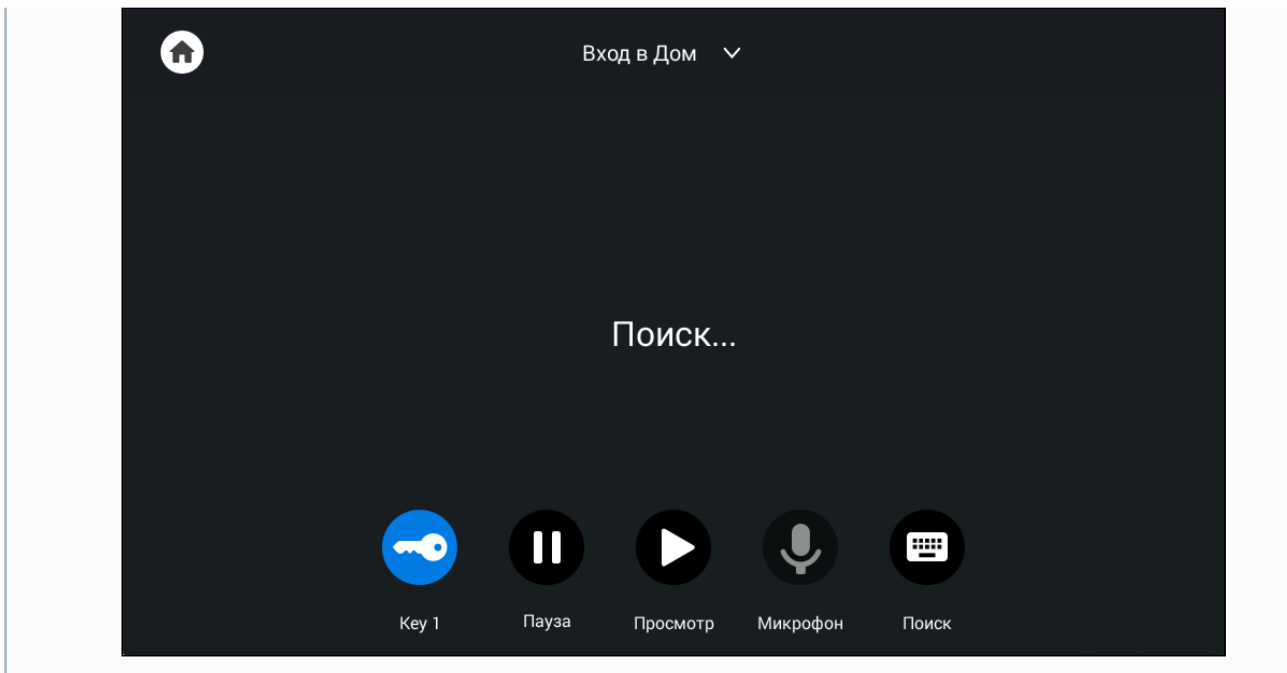 Вход в Дом
Поиск...
Key 1
Пауза
Просмотр
Микрофон
Поиск